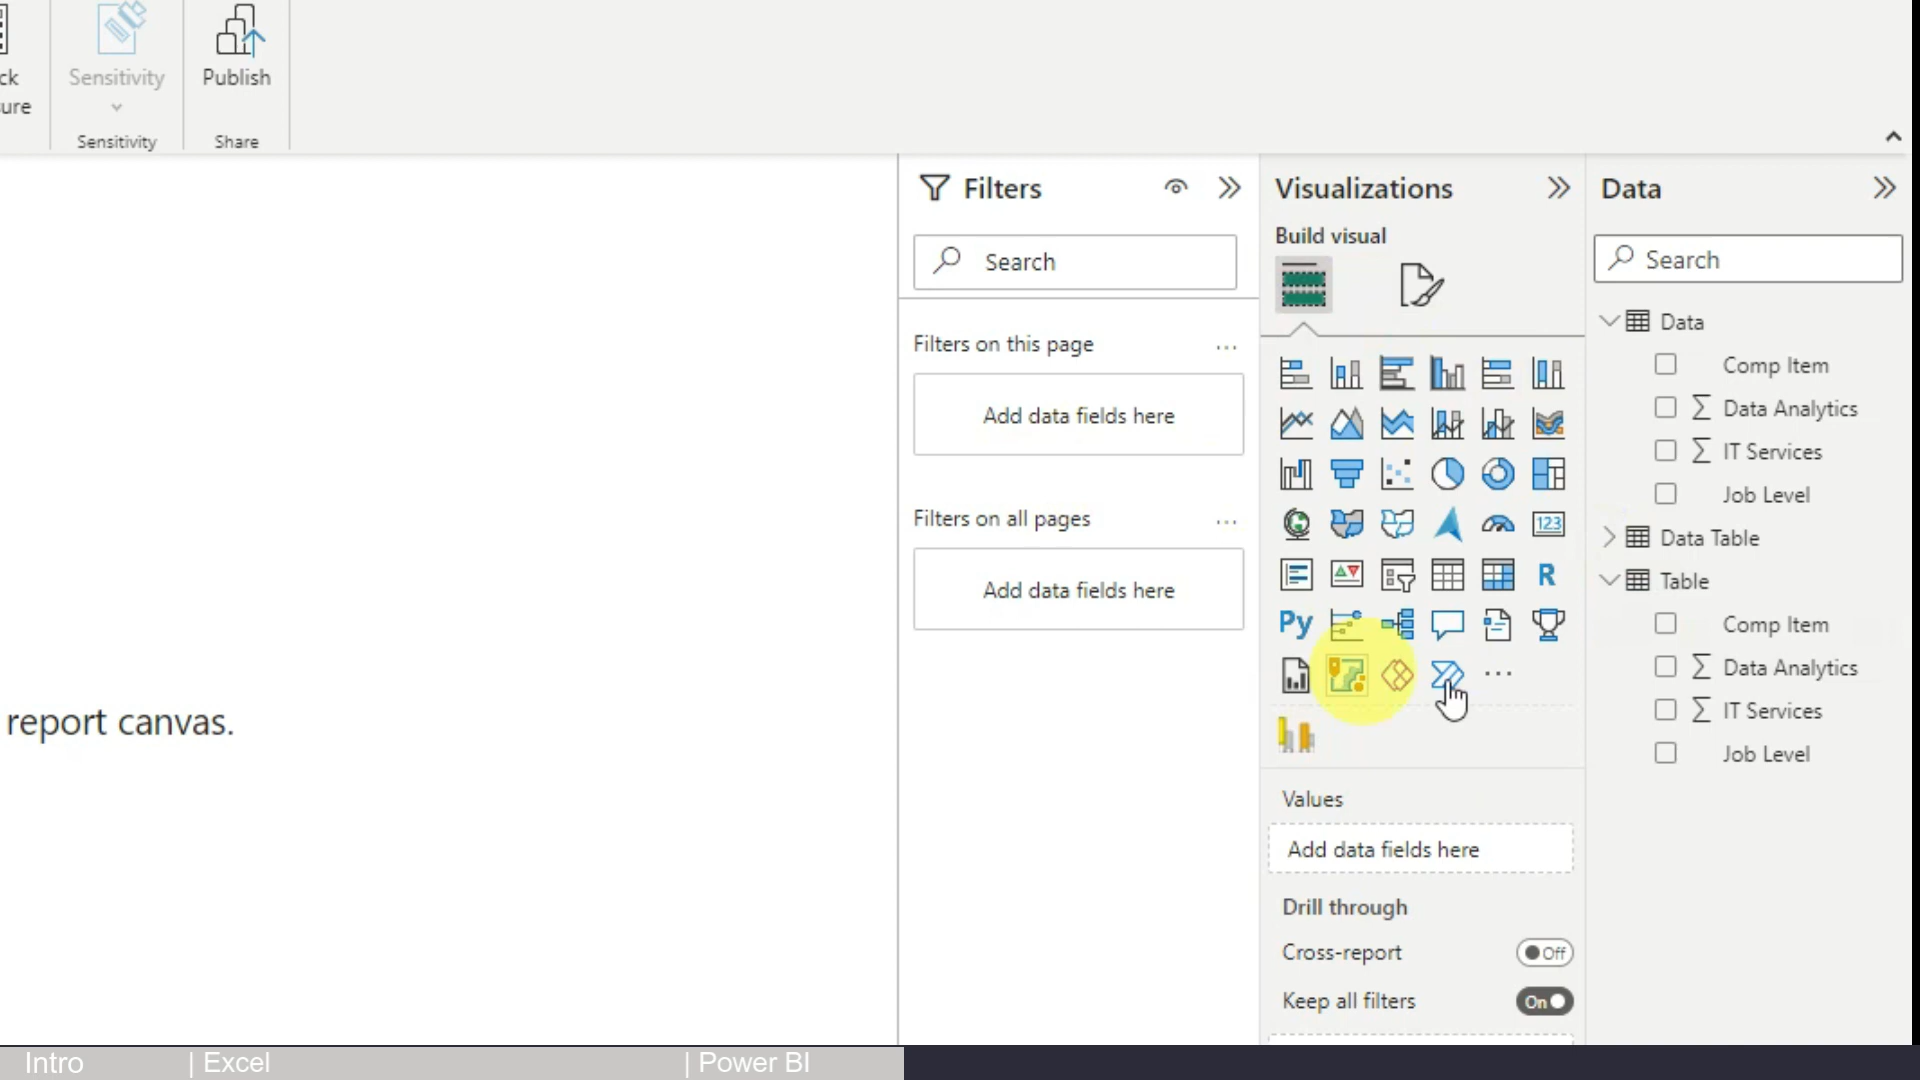 ck
ure
Sensitivity
Sensitivity
Publish
Share
report canvas.
Filters
Search
Filters on this page
...
Add data fields here
Filters on all pages
...
Add data fields here
Visualizations
Build visual
123
R
Py
...
Values
Add data fields here
Drill through
Cross-report
Off
Keep all filters
On
Data
Search
Data
Comp Item
Σ Data Analytics
Σ IT Services
Job Level
Data Table
Table
Comp Item
Σ Data Analytics
Σ IT Services
Job Level
Intro | Excel | Power BI